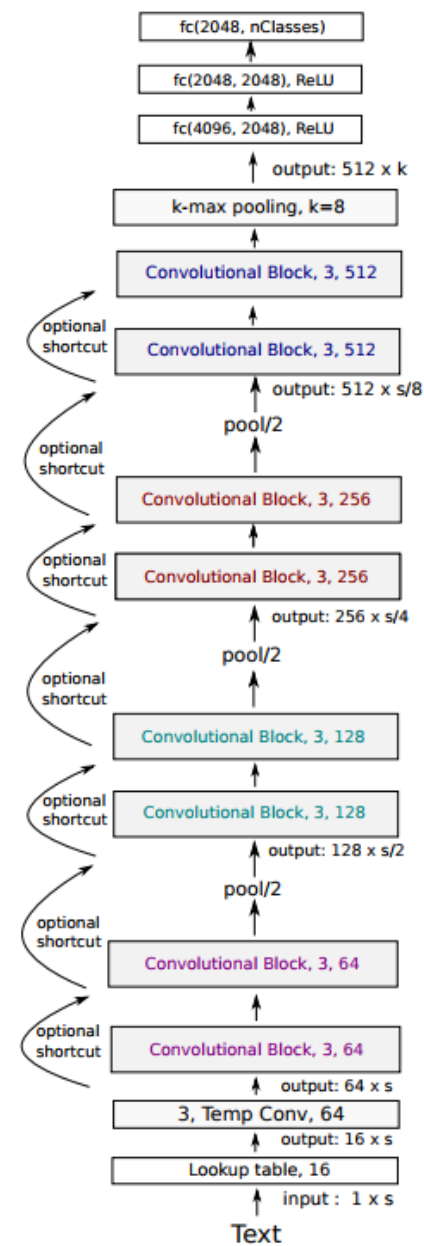 fc(2048, nClasses)
fc(2048, 2048), ReLU
fc(4096, 2048), ReLU
output: 512 x k
k-max pooling, k=8
Convolutional Block, 3, 512
optional
shortcut
Convolutional Block, 3, 512
output: 512 x s/8
pool/2
optional
shortcut
Convolutional Block, 3, 256
optional
shortcut
Convolutional Block, 3, 256
output: 256 x s/4
pool/2
optional
shortcut
Convolutional Block, 3, 128
optional
shortcut
Convolutional Block, 3, 128
output: 128 x s/2
pool/2
optional
shortcut
Convolutional Block, 3, 64
optional
shortcut
Convolutional Block, 3, 64
output: 64 x s
3, Temp Conv, 64
output: 16 x s
Lookup table, 16
input : 1 x s
Text